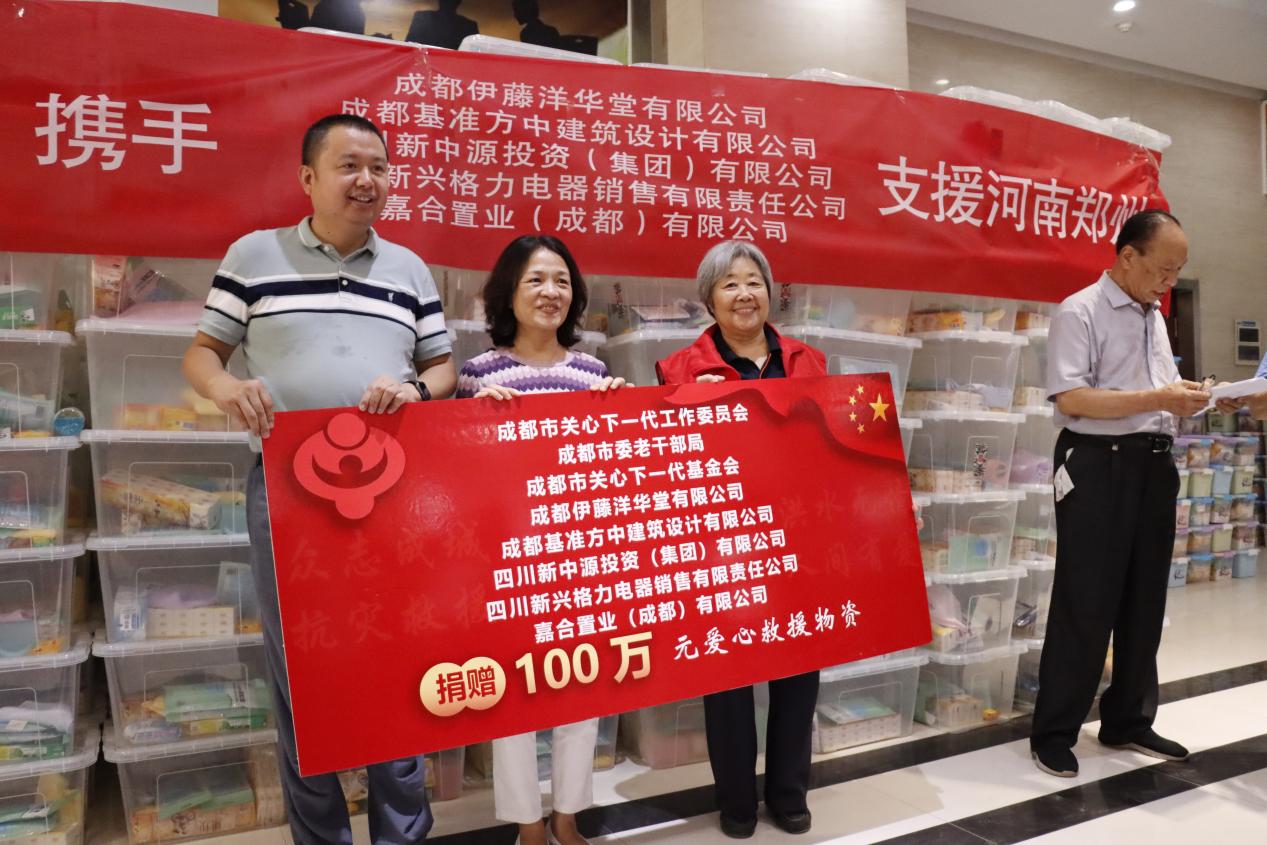 携手
成都伊藤洋华堂有限公司
成都基准方中建筑设计有限公司
川新中源投资（集团）有限公司
新兴格力电器销售有限责任公司
嘉合置业（成都）有限公司
支援河南郑州
成都市关心下一代工作委员会
成都市委老干部局
成都市关心下一代基金会
成都伊藤洋华堂有限公司
成都基准方中建筑设计有限公司
四川新中源投资（集团）有限公司
四川新兴格力电器销售有限责任公司
嘉合置业（成都）有限公司
捐赠 100万 元爱心救援物资
众志成城
抗灾救援